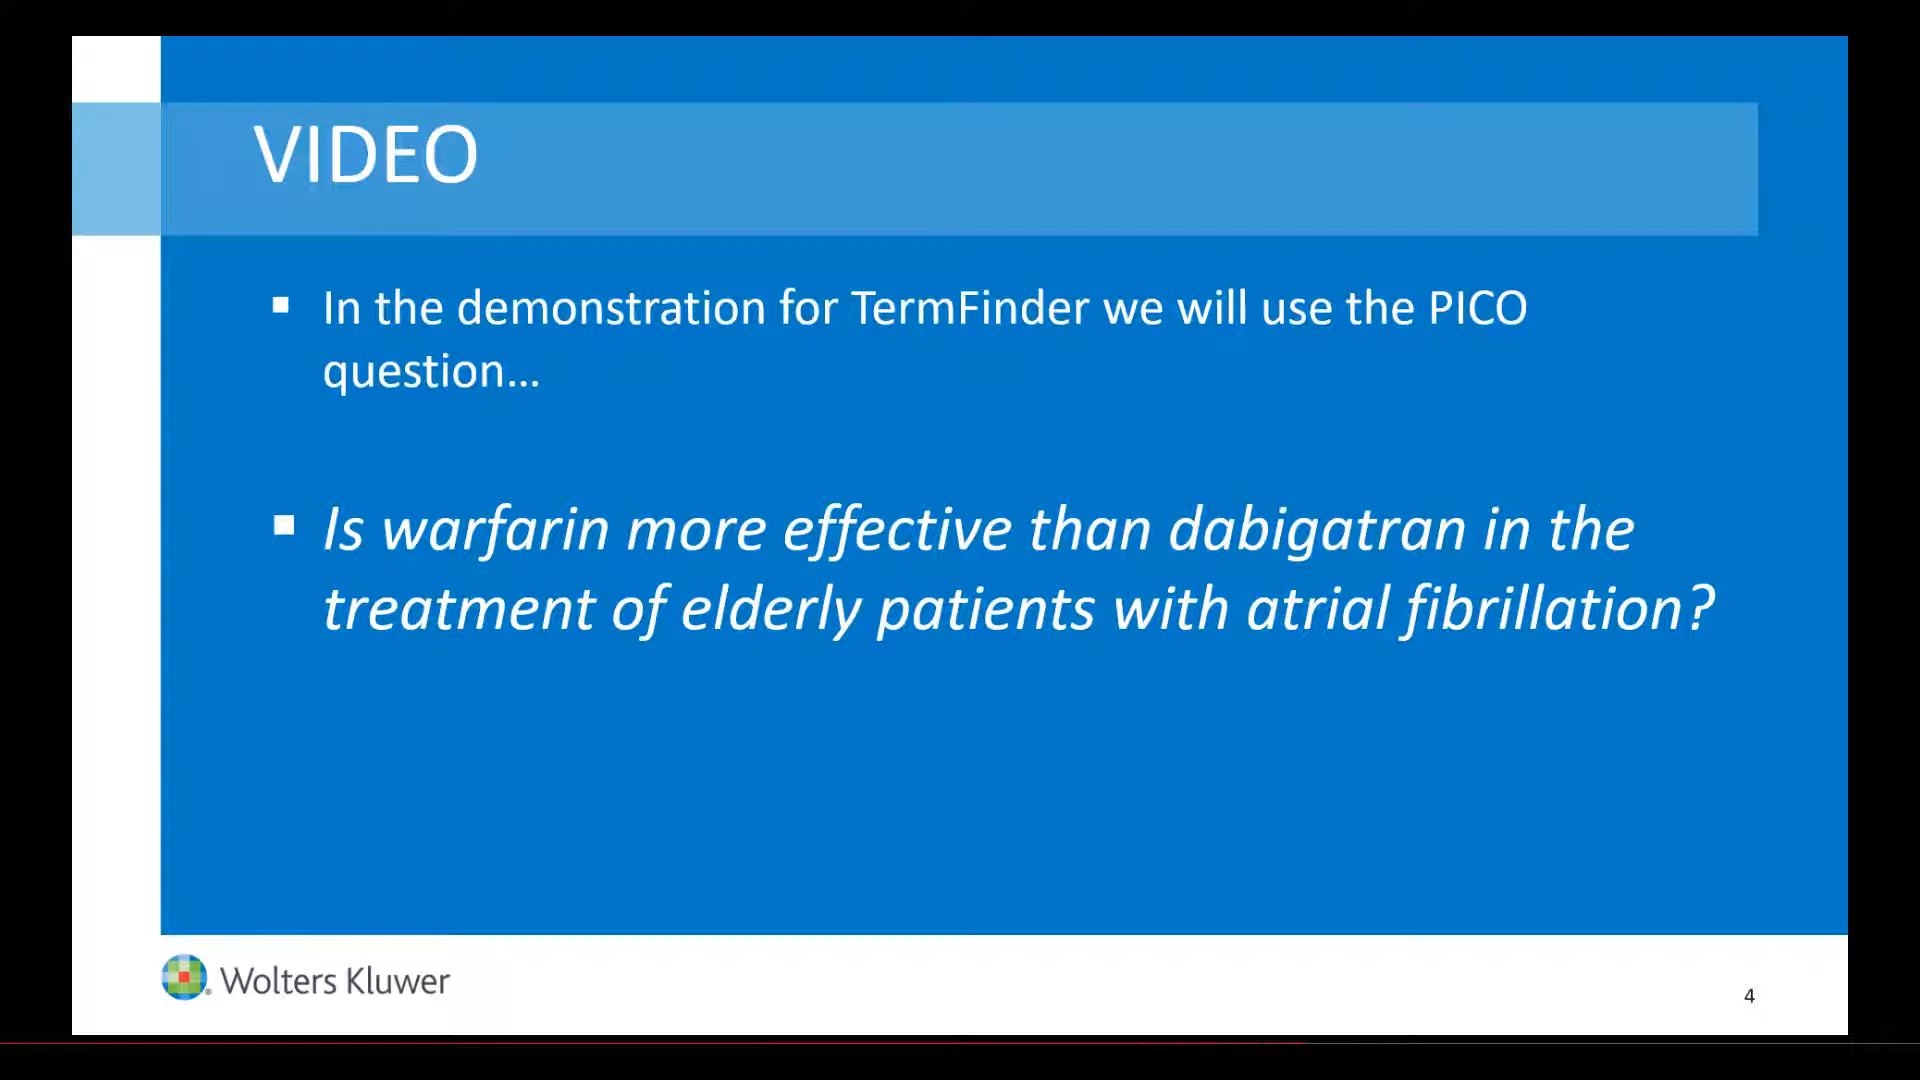 VIDEO
▪ In the demonstration for TermFinder we will use the PICO
question…
▪ Is warfarin more effective than dabigatran in the
treatment of elderly patients with atrial fibrillation?
Wolters Kluwer
4